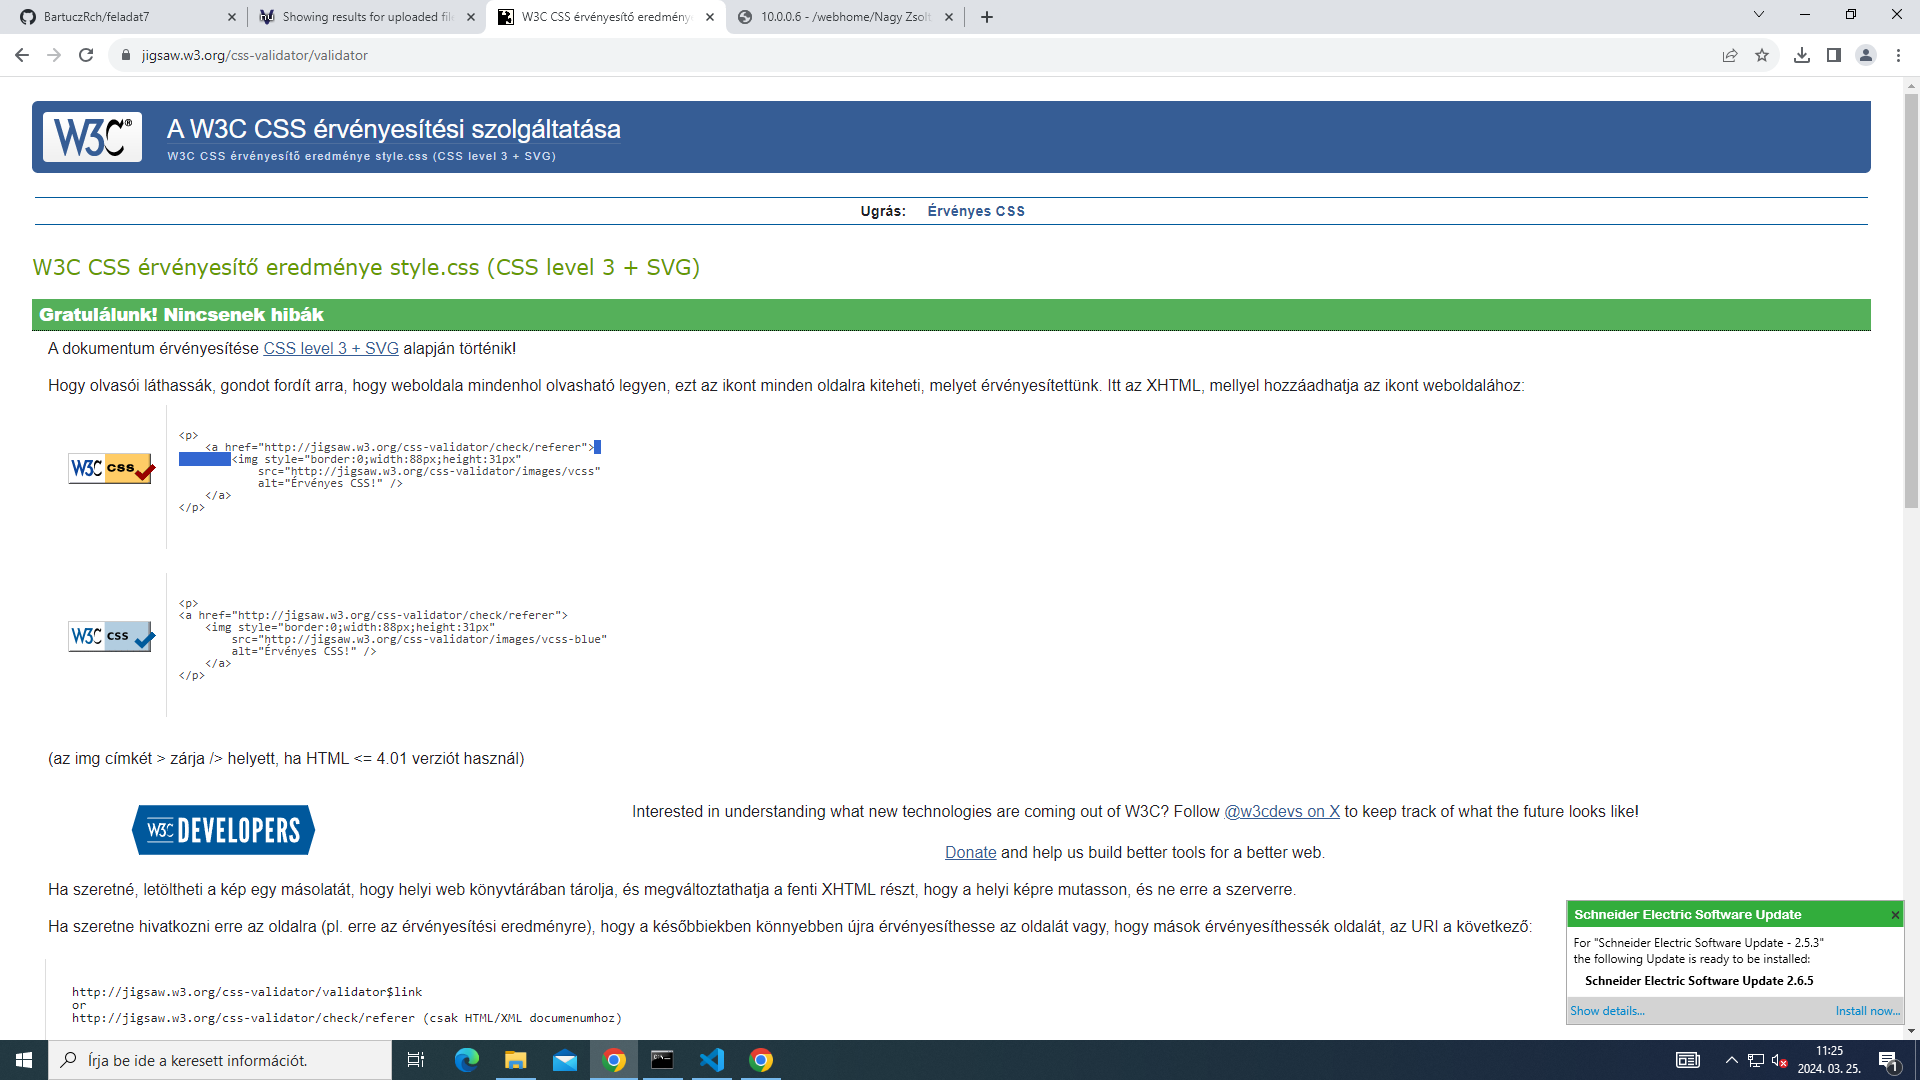 BartuczRch/feladat7
Showing results for uploaded file
W3C CSS érvényesítő eredménye
10.0.0.6 - /webhome/Nagy Zsolt
jigsaw.w3.org/css-validator/validator
W3C®
A W3C CSS érvényesítési szolgáltatása
W3C CSS érvényesítő eredménye style.css (CSS level 3 + SVG)
Ugrás: Érvényes CSS
W3C CSS érvényesítő eredménye style.css (CSS level 3 + SVG)
Gratulálunk! Nincsenek hibák
A dokumentum érvényesítése CSS level 3 + SVG alapján történik!
Hogy olvasói láthassák, gondot fordít arra, hogy weboldala mindenhol olvasható legyen, ezt az ikont minden oldalra kiteheti, melyet érvényesítettünk. Itt az XHTML, mellyel hozzáadhatja az ikont weboldalához:
W3C css
<p>
<a href="http://jigsaw.w3.org/css-validator/check/referer">
<img style="border:0;width:88px;height:31px"
src="http://jigsaw.w3.org/css-validator/images/vcss"
alt="Érvényes CSS!" />
</a>
</p>
W3C css
<p>
<a href="http://jigsaw.w3.org/css-validator/check/referer">
<img style="border:0;width:88px;height:31px"
src="http://jigsaw.w3.org/css-validator/images/vcss-blue"
alt="Érvényes CSS!" />
</a>
</p>
(az img címkét > zárja /> helyett, ha HTML <= 4.01 verziót használ)
W3C DEVELOPERS
Interested in understanding what new technologies are coming out of W3C? Follow @w3cdevs on X to keep track of what the future looks like!
Donate and help us build better tools for a better web.
Ha szeretné, letöltheti a kép egy másolatát, hogy helyi web könyvtárában tárolja, és megváltoztathatja a fenti XHTML részt, hogy a helyi képre mutasson, és ne erre a szerverre.
Ha szeretne hivatkozni erre az oldalra (pl. erre az érvényesítési eredményre), hogy a későbbiekben könnyebben újra érvényesíthesse az oldalát vagy, hogy mások érvényesíthessék oldalát, az URI a következő:
http://jigsaw.w3.org/css-validator/validator$link
or
http://jigsaw.w3.org/css-validator/check/referer (csak HTML/XML documenumhoz)
Schneider Electric Software Update
For "Schneider Electric Software Update - 2.5.3"
the following Update is ready to be installed:
Schneider Electric Software Update 2.6.5
Show details... Install now...
Írja be ide a keresett információt.
11:25
2024. 03. 25.
1